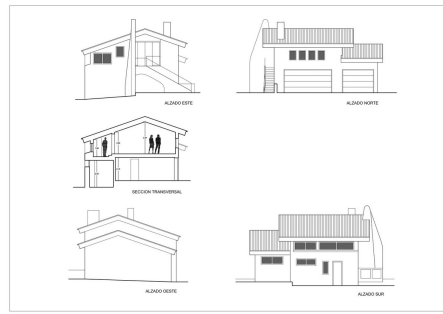 ALZADO ESTE
ALZADO NORTE
SECCION TRANSVERSAL
ALZADO OESTE
ALZADO SUR